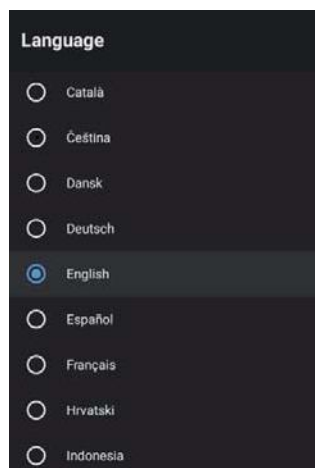 Language
Català
Čeština
Dansk
Deutsch
English
Español
Français
Hrvatski
Indonesia